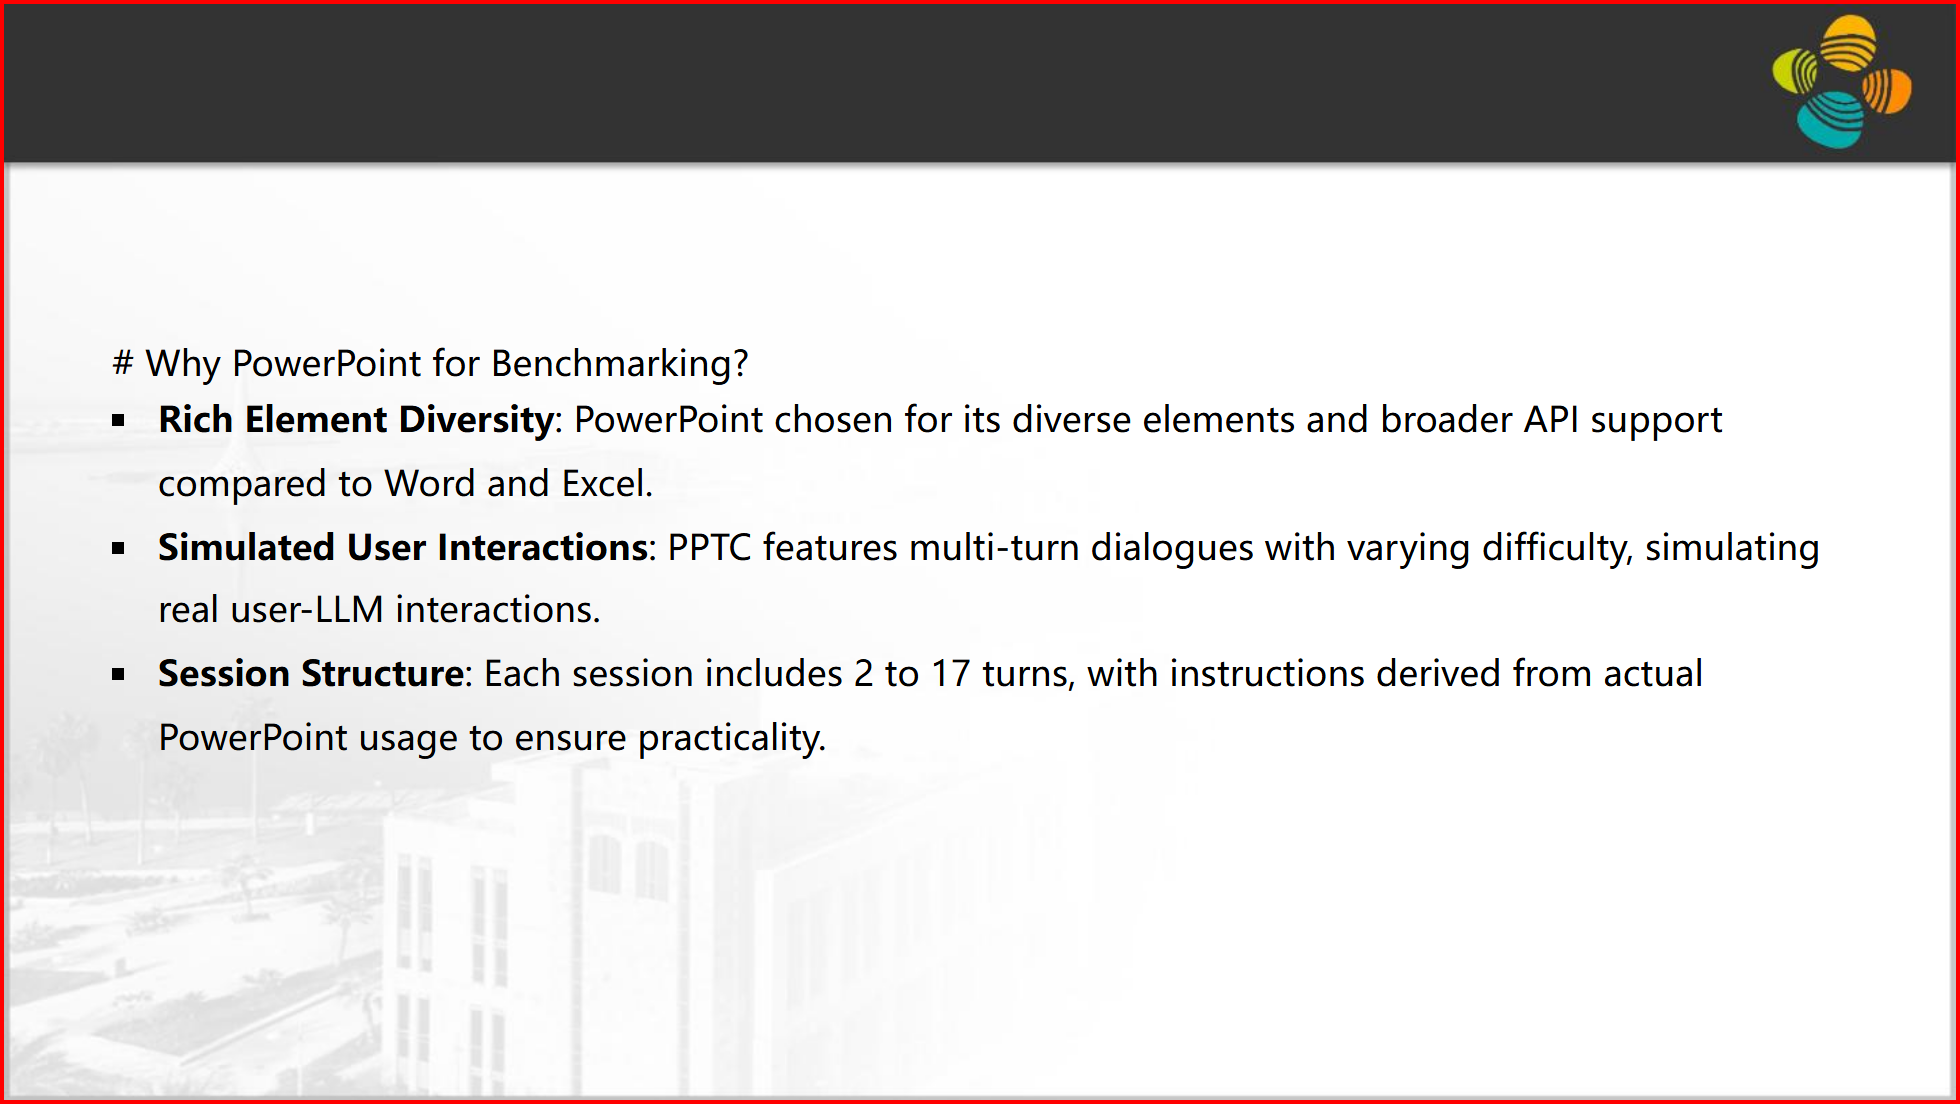 # Why PowerPoint for Benchmarking?
▪ Rich Element Diversity: PowerPoint chosen for its diverse elements and broader API support
compared to Word and Excel.
▪ Simulated User Interactions: PPTC features multi-turn dialogues with varying difficulty, simulating
real user-LLM interactions.
▪ Session Structure: Each session includes 2 to 17 turns, with instructions derived from actual
PowerPoint usage to ensure practicality.